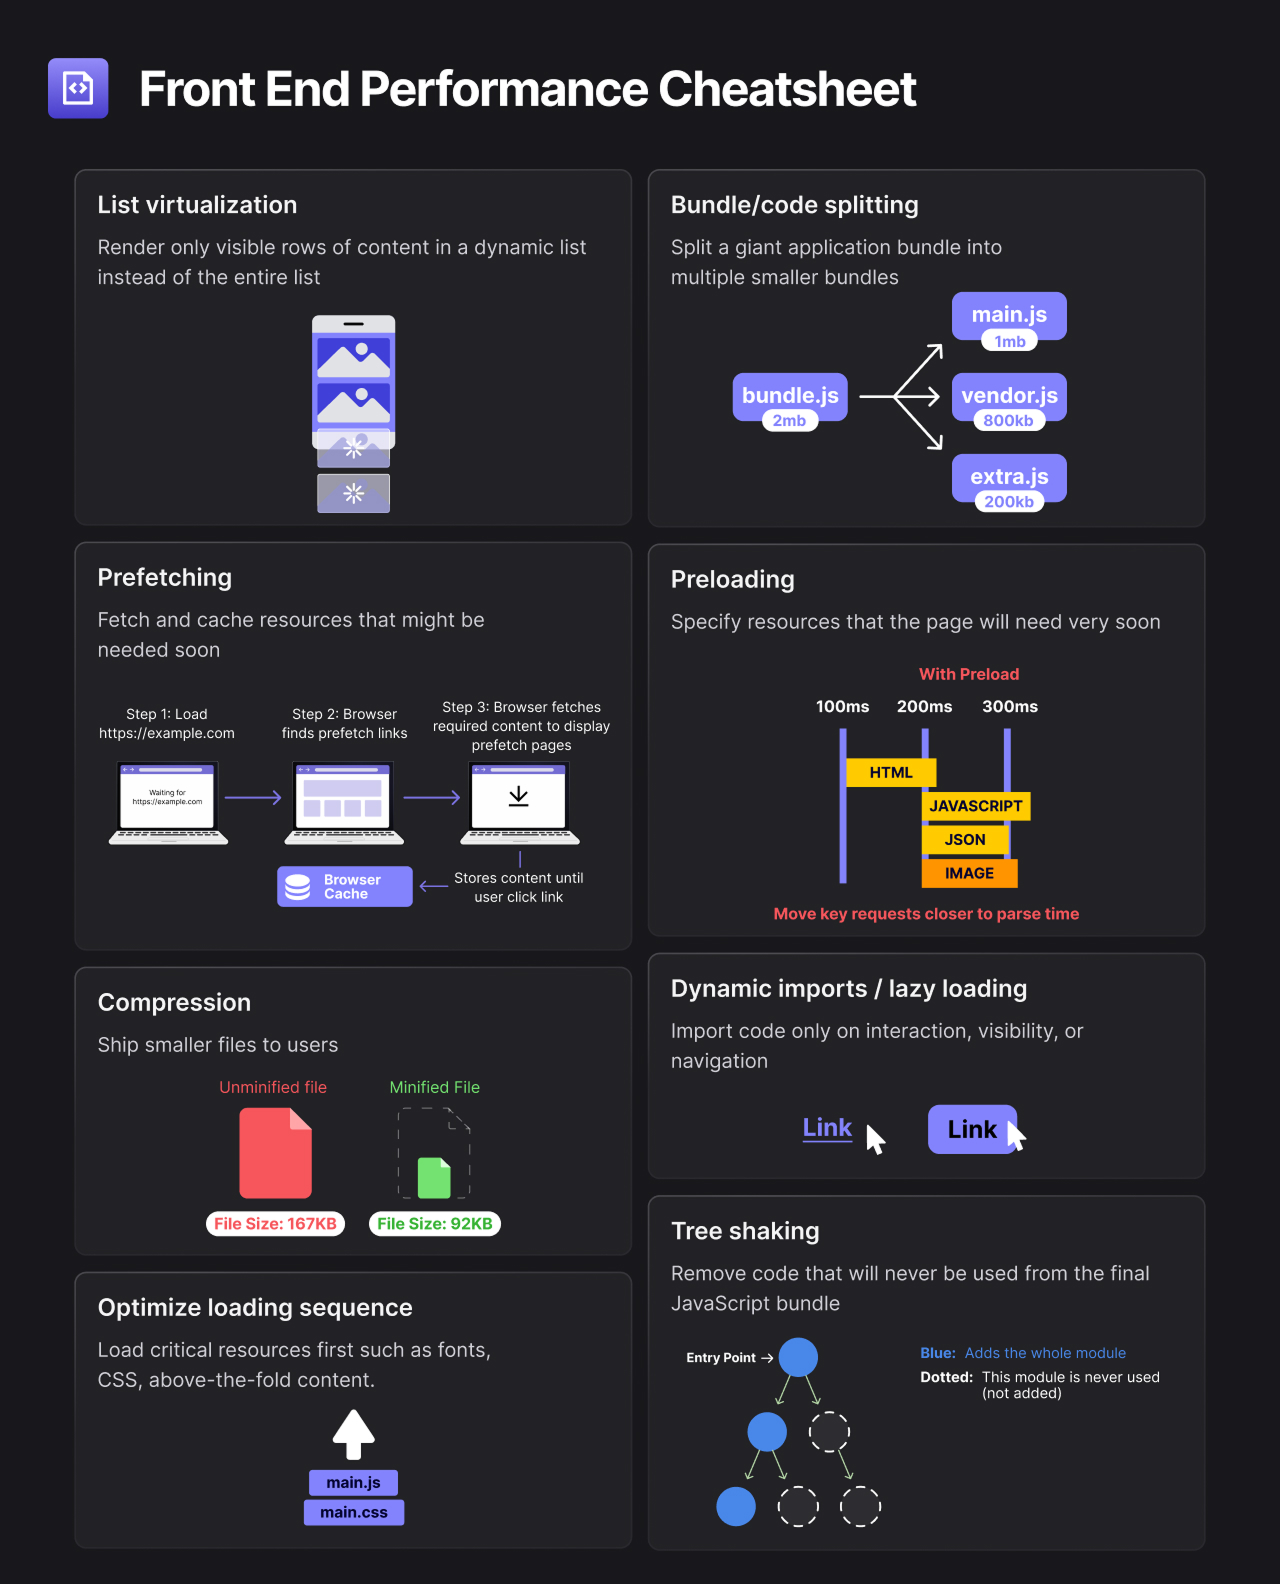 Front End Performance Cheatsheet
List virtualization
Render only visible rows of content in a dynamic list
instead of the entire list
Bundle/code splitting
Split a giant application bundle into
multiple smaller bundles
bundle.js
2mb
main.js
1mb
vendor.js
800kb
extra.js
200kb
Prefetching
Fetch and cache resources that might be
needed soon
Step 1: Load
https://example.com
Step 2: Browser
finds prefetch links
Step 3: Browser fetches
required content to display
prefetch pages
Waiting for
https://example.com
Browser
Cache
Stores content until
user click link
Preloading
Specify resources that the page will need very soon
With Preload
100ms 200ms 300ms
HTML
JAVASCRIPT
JSON
IMAGE
Move key requests closer to parse time
Compression
Ship smaller files to users
Unminified file
File Size: 167KB
Minified File
File Size: 92KB
Dynamic imports / lazy loading
Import code only on interaction, visibility, or
navigation
Link
Link
Optimize loading sequence
Load critical resources first such as fonts,
CSS, above-the-fold content.
main.js
main.css
Tree shaking
Remove code that will never be used from the final
JavaScript bundle
Entry Point →
Blue: Adds the whole module
Dotted: This module is never used
(not added)